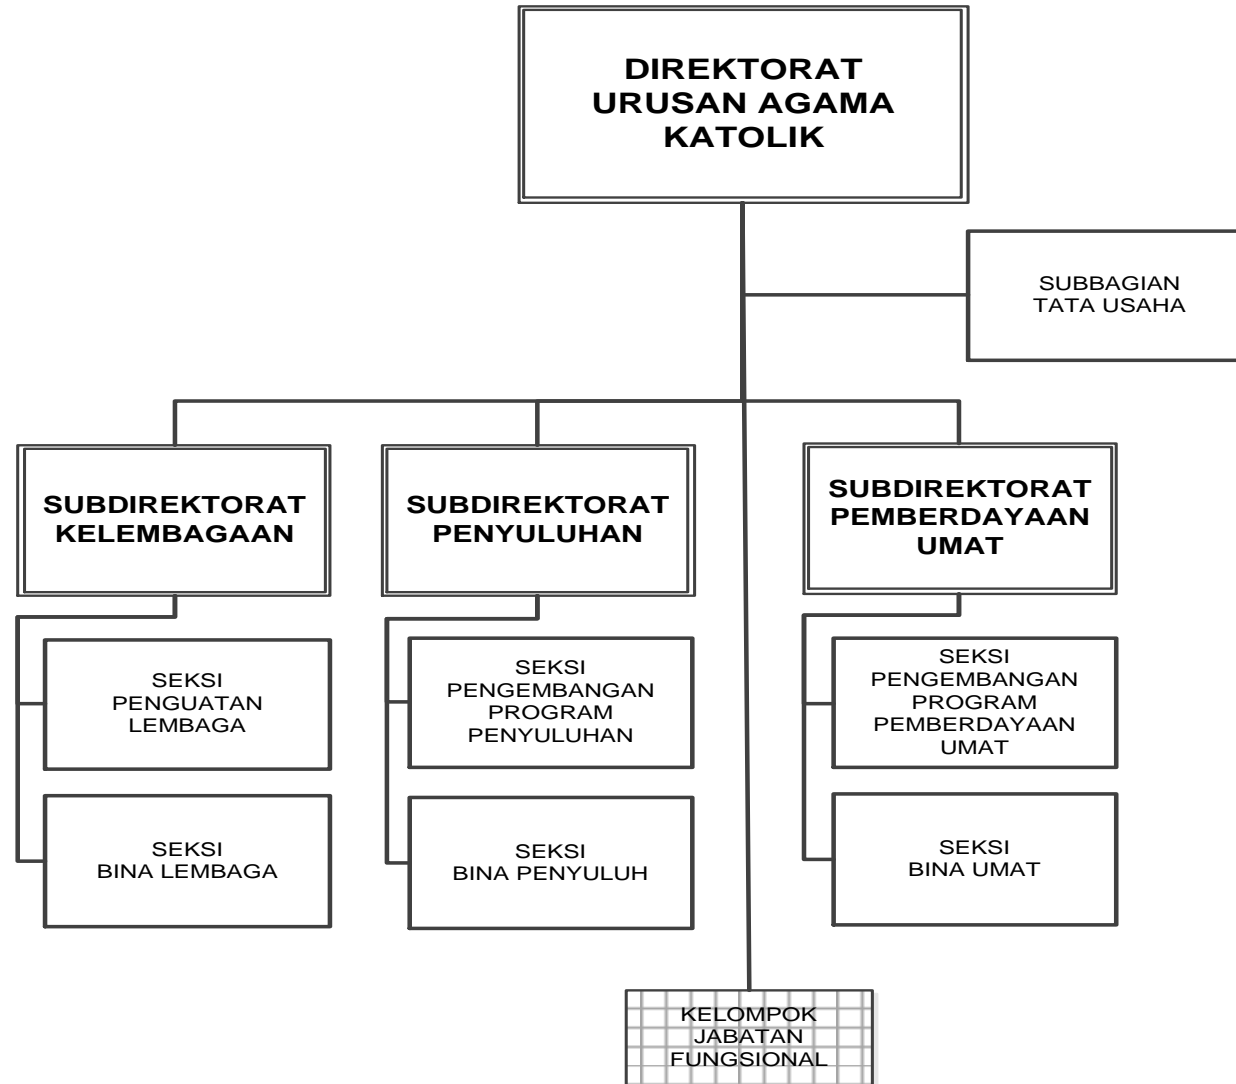 DIREKTORAT
URUSAN AGAMA
KATOLIK
SUBBAGIAN
TATA USAHA
SUBDIREKTORAT
KELEMBAGAAN
SUBDIREKTORAT
PENYULUHAN
SUBDIREKTORAT
PEMBERDAYAAN
UMAT
SEKSI
PENGUATAN
LEMBAGA
SEKSI
PENGEMBANGAN
PROGRAM
PENYULUHAN
SEKSI
PENGEMBANGAN
PROGRAM
PEMBERDAYAAN
UMAT
SEKSI
BINA LEMBAGA
SEKSI
BINA PENYULUH
SEKSI
BINA UMAT
KELOMPOK
JABATAN
FUNGSIONAL